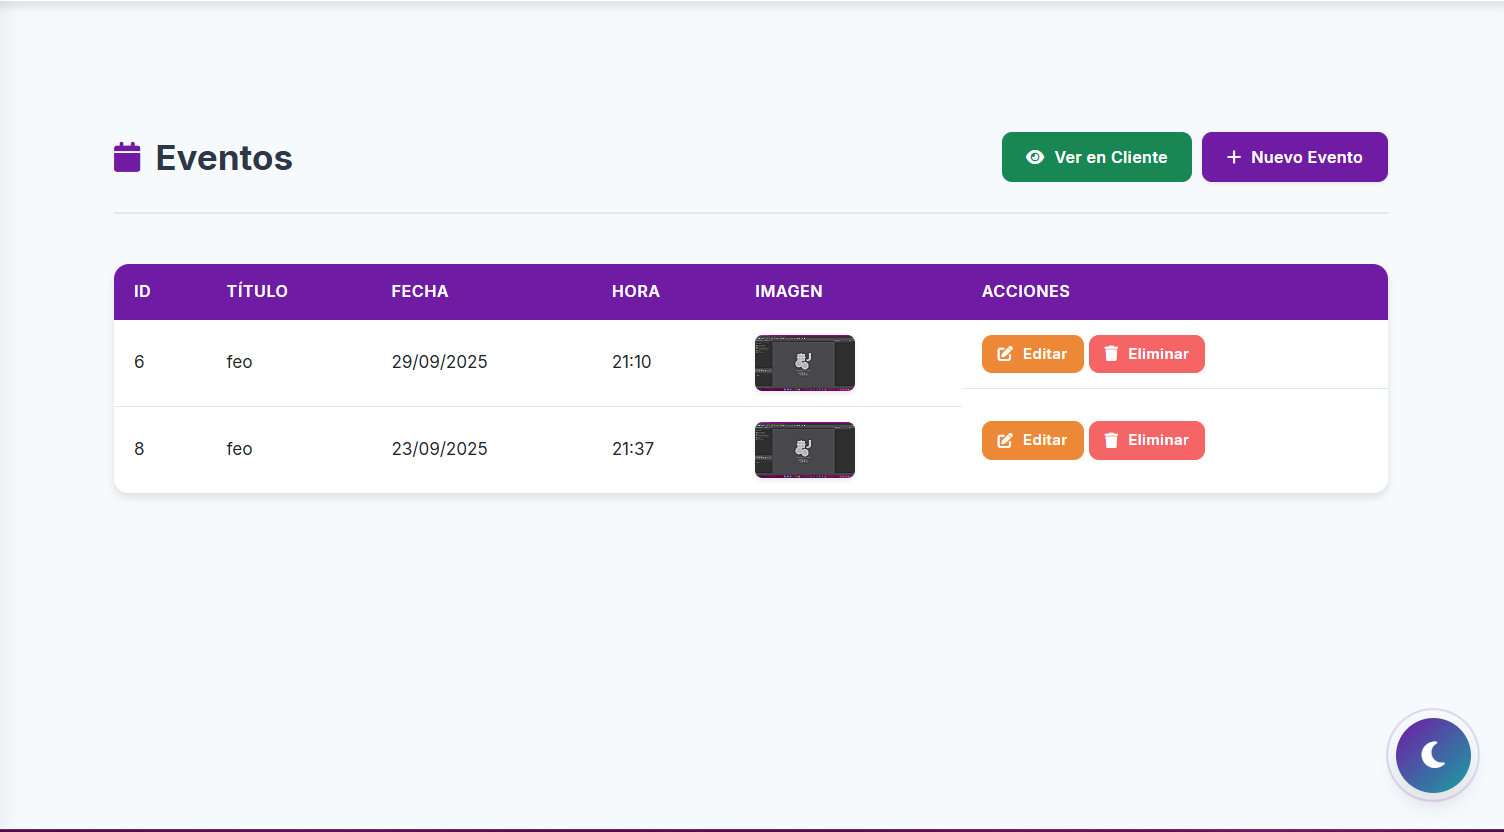 Eventos
Ver en Cliente
Nuevo Evento
ID TÍTULO FECHA HORA IMAGEN ACCIONES
6 feo 29/09/2025 21:10 Editar Eliminar
8 feo 23/09/2025 21:37 Editar Eliminar